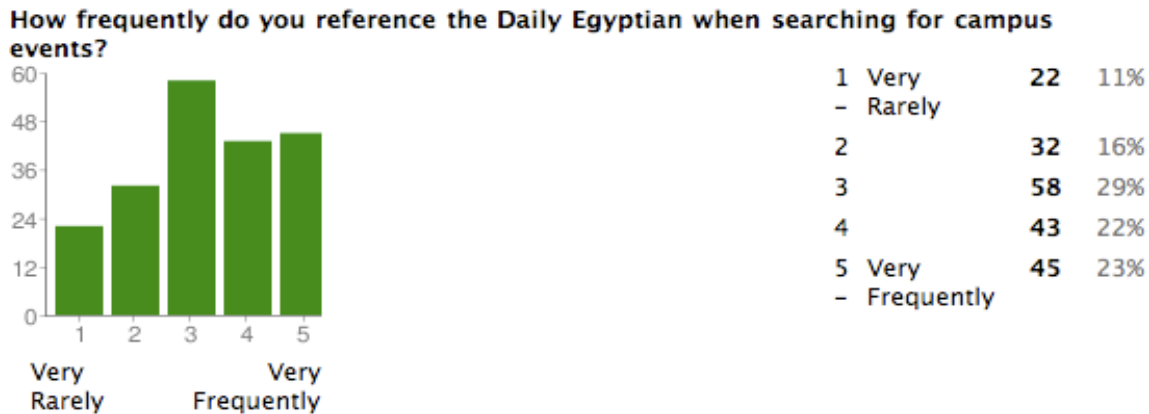 How frequently do you reference the Daily Egyptian when searching for campus
events?
60
48
36
24
12
0
1 2 3 4 5
Very Very
Rarely Frequently
1 Very 22 11%
– Rarely
2 32 16%
3 58 29%
4 43 22%
5 Very 45 23%
– Frequently